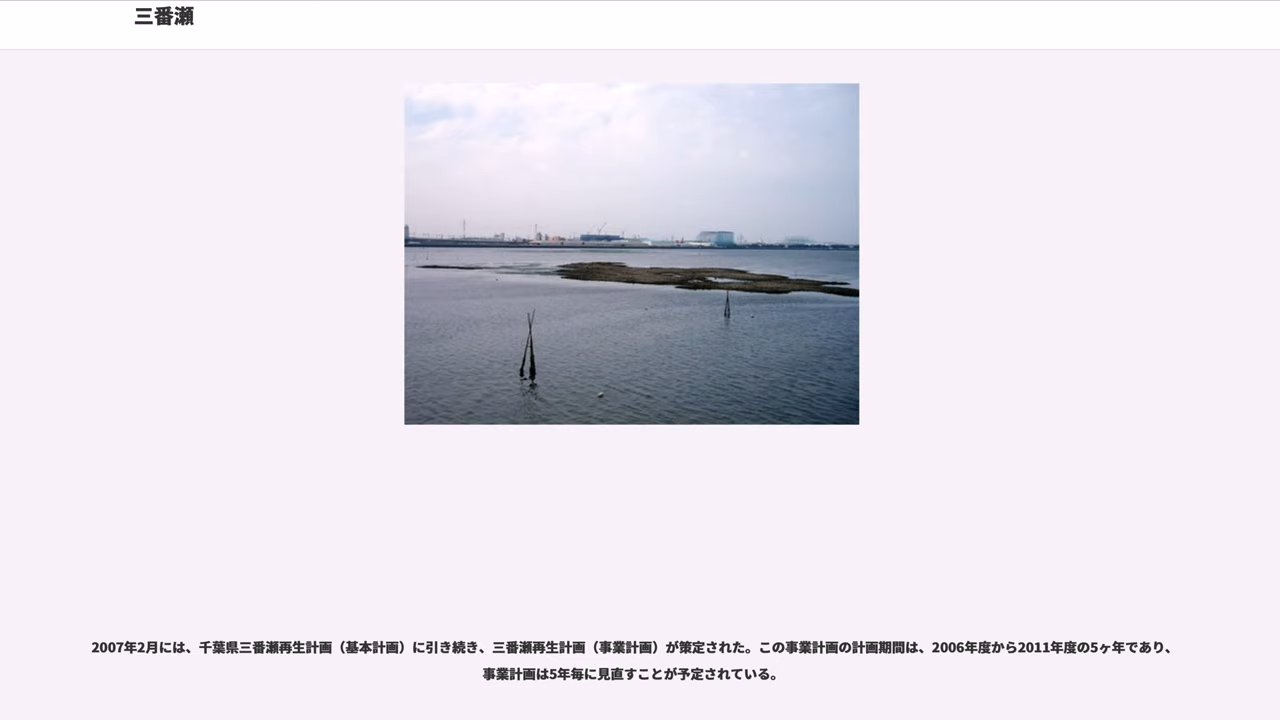 三番瀬
2007年2月には、千葉県三番瀬再生計画（基本計画）に引き続き、三番瀬再生計画（事業計画）が策定された。この事業計画の計画期間は、2006年度から2011年度の5ヶ年であり、
事業計画は5年毎に見直すことが予定されている。